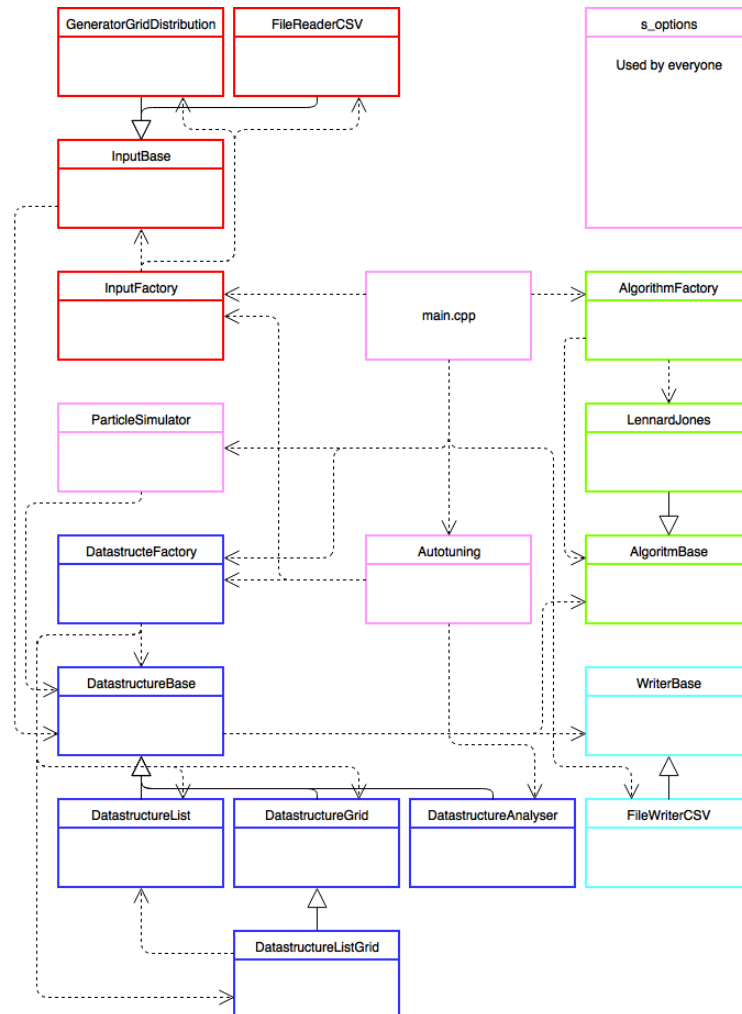 GeneratorGridDistribution
FileReaderCSV
s_options
Used by everyone
InputBase
InputFactory
main.cpp
AlgorithmFactory
ParticleSimulator
LennardJones
DatastructeFactory
Autotuning
AlgoritmBase
DatastructureBase
WriterBase
DatastructureList
DatastructureGrid
DatastructureAnalyser
FileWriterCSV
DatastructureListGrid